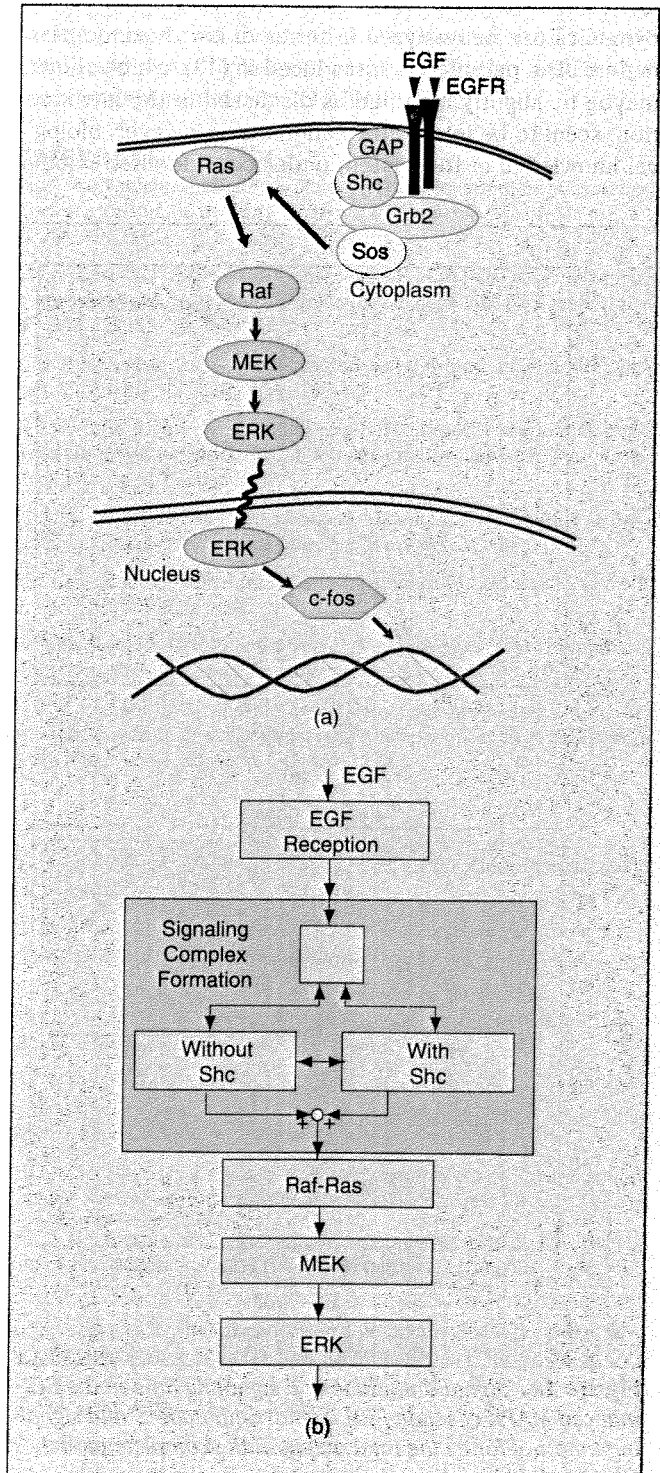 EGF
EGFR
GAP
Ras
Shc
Grb2
Sos
Raf
Cytoplasm
MEK
ERK
ERK
Nucleus
c-fos
(a)
EGF
EGF
Reception
Signaling
Complex
Formation
Without
Shc
With
Shc
+ +
Raf-Ras
MEK
ERK
(b)